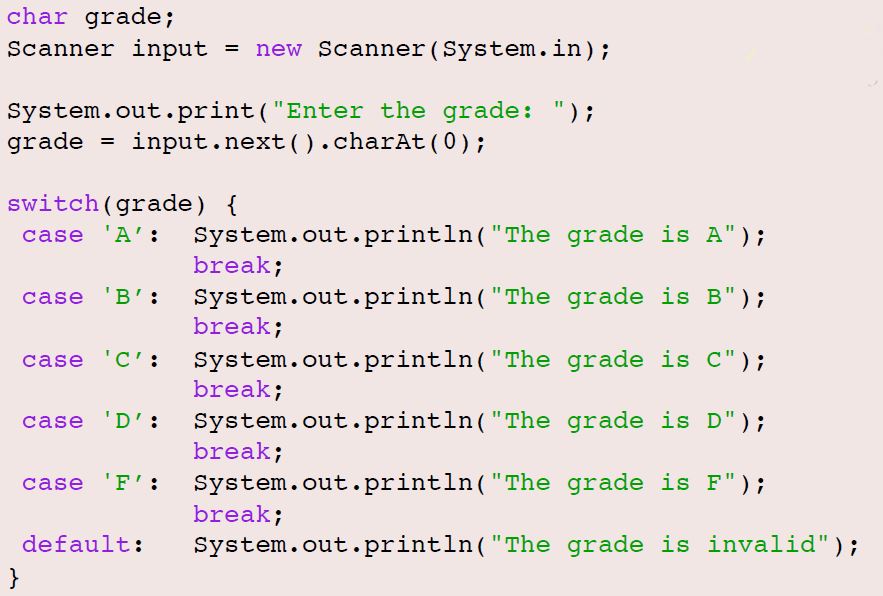 char grade;
Scanner input = new Scanner(System.in);
System.out.print("Enter the grade: ");
grade = input.next().charAt(0);
switch(grade) {
case 'A’: System.out.println("The grade is A");
break;
case 'B’: System.out.println("The grade is B");
break;
case 'C’: System.out.println("The grade is C");
break;
case 'D’: System.out.println("The grade is D");
break;
case 'F’: System.out.println("The grade is F");
break;
default: System.out.println("The grade is invalid");
}